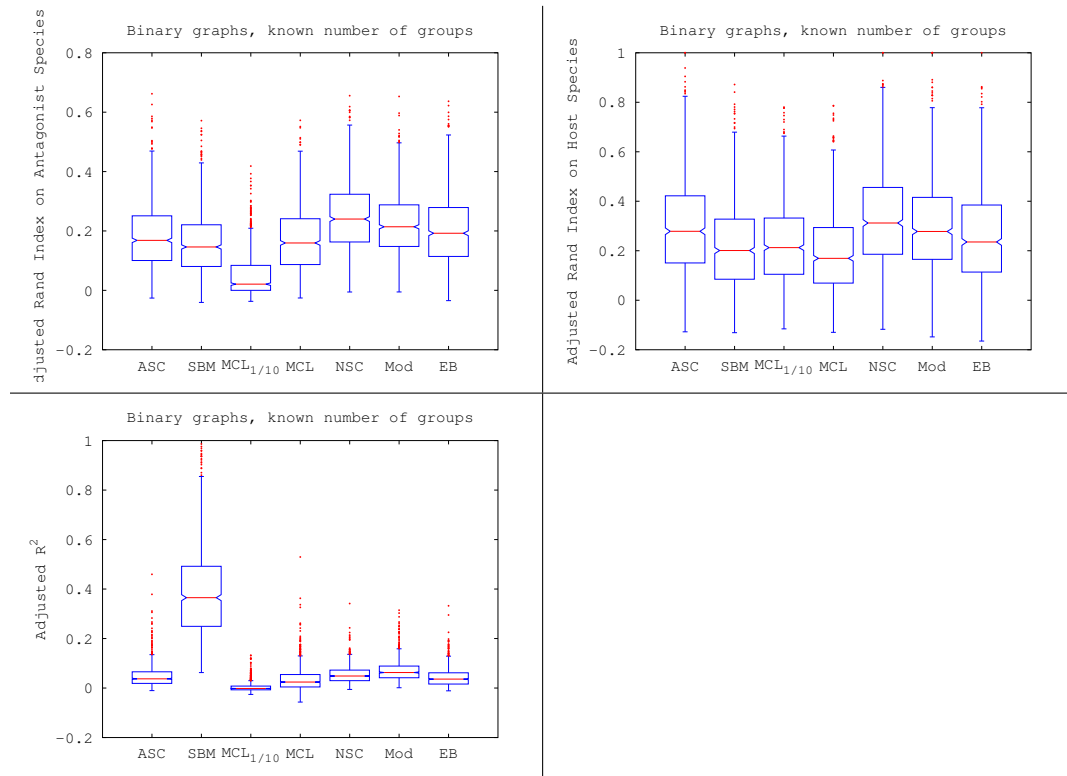 Binary graphs, known number of groups
djusted Rand Index on Antagonist Species
0.8
0.6
0.4
0.2
0
-0.2
ASC SBM MCL1/10 MCL NSC Mod EB
Binary graphs, known number of groups
Adjusted Rand Index on Host Species
1
0.8
0.6
0.4
0.2
0
-0.2
ASC SBM MCL1/10 MCL NSC Mod EB
Binary graphs, known number of groups
Adjusted R2
1
0.8
0.6
0.4
0.2
0
-0.2
ASC SBM MCL1/10 MCL NSC Mod EB